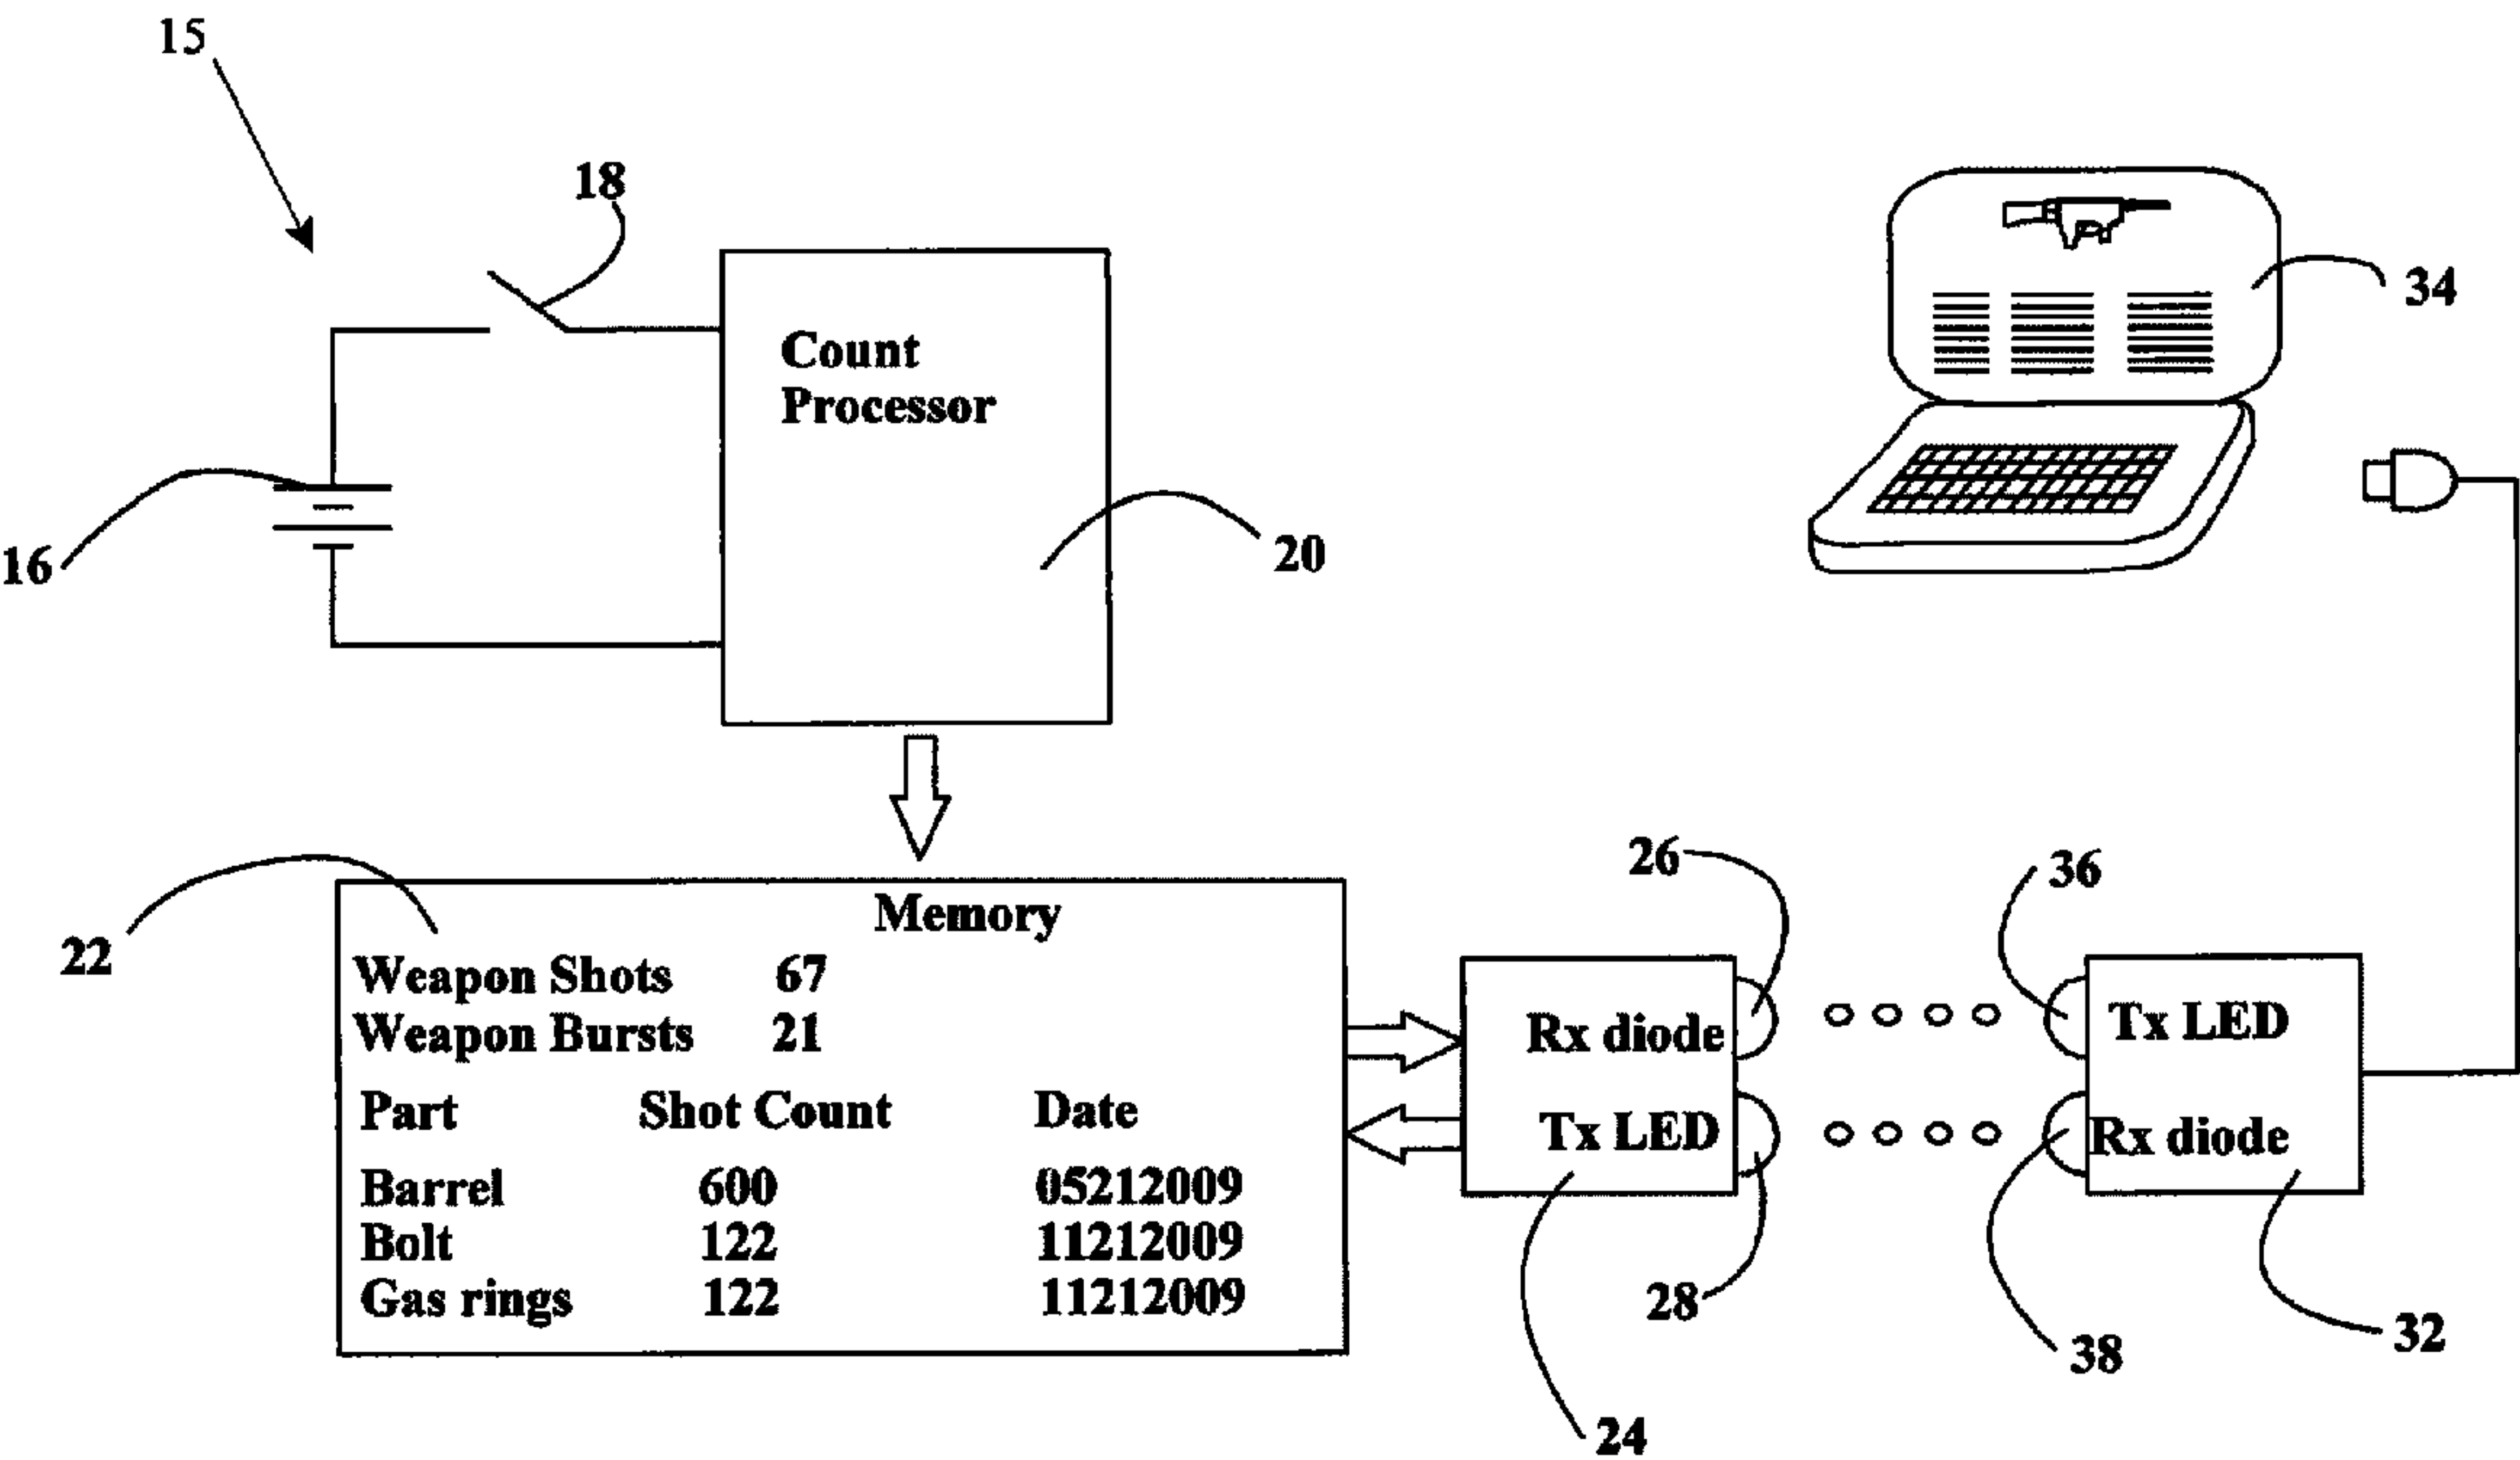 15
18
Count
Processor
34
16
20
22
Memory
Weapon Shots 67
Weapon Bursts 21
Part Shot Count Date
Barrel 600 05212009
Bolt 122 11212009
Gas rings 122 11212009
26
36
Rx diode
Tx LED
Tx LED
Rx diode
28
38
32
24